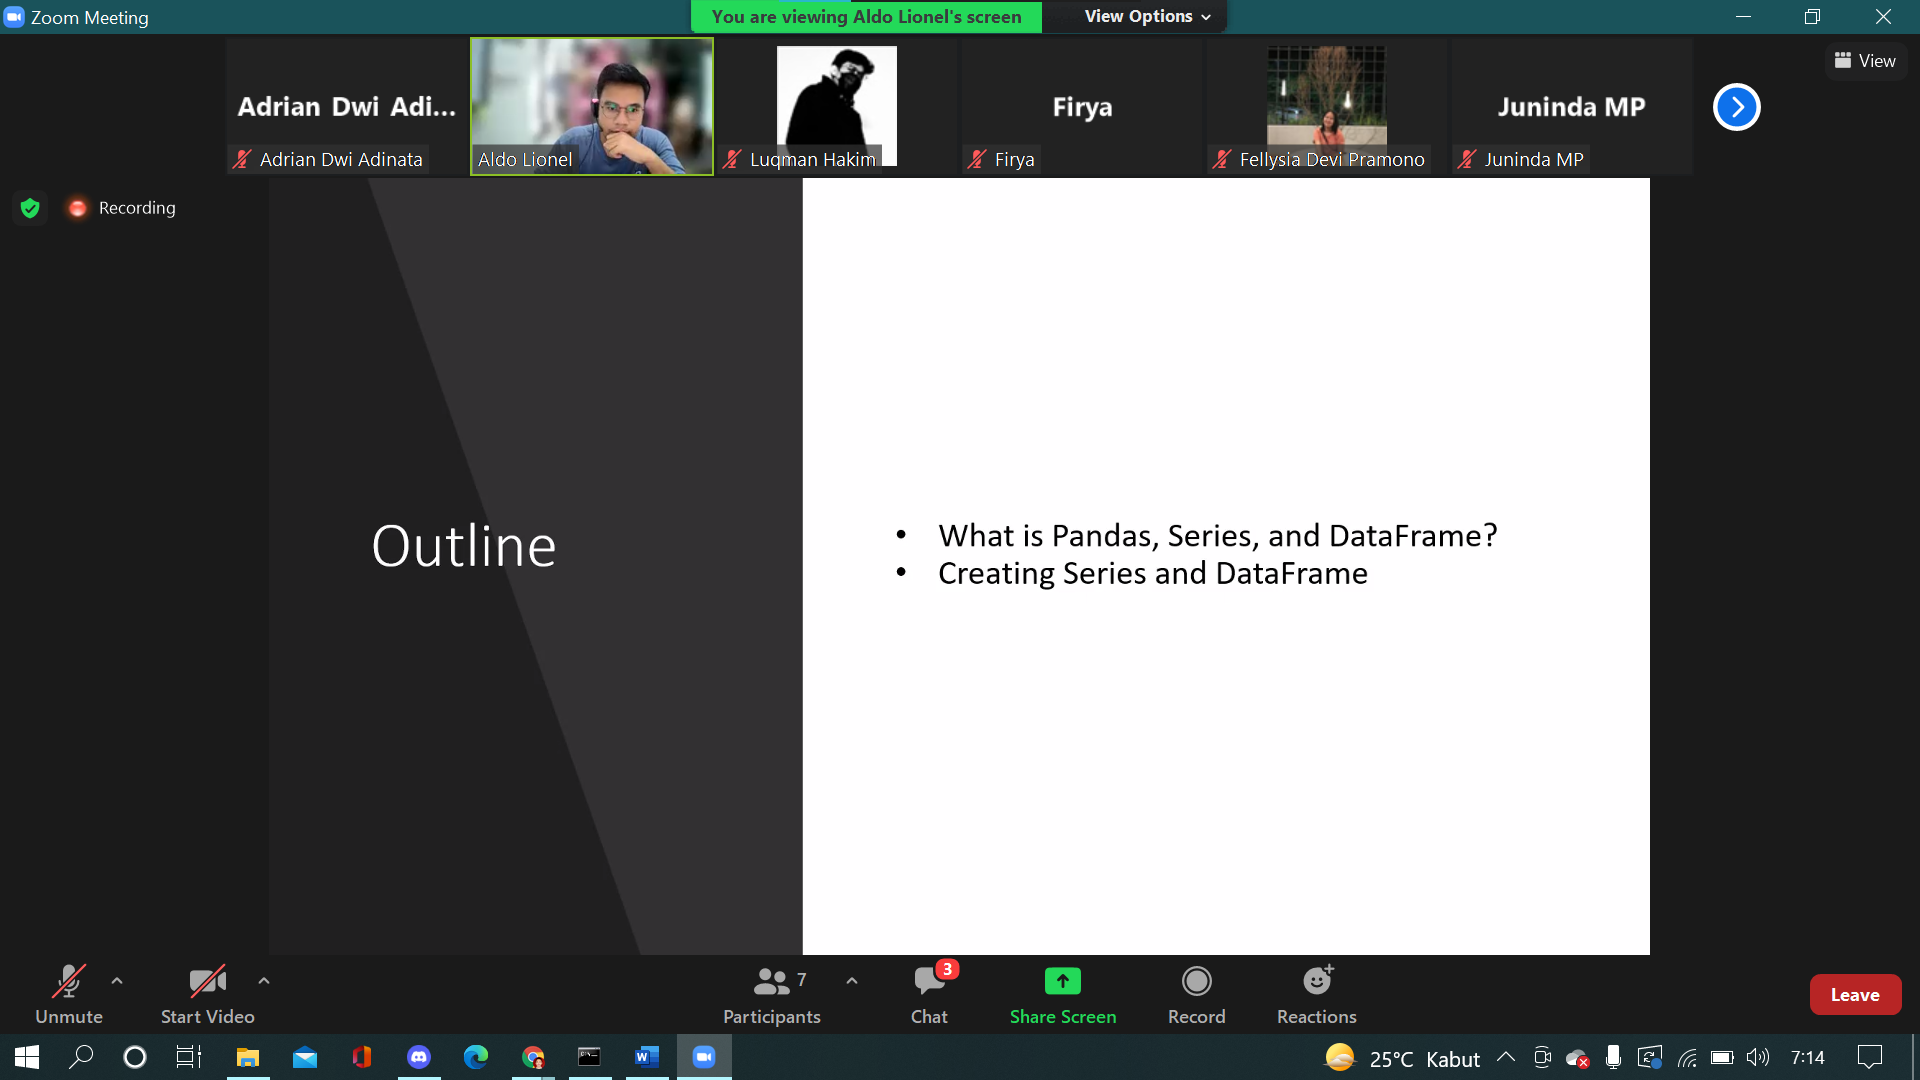 Zoom Meeting
You are viewing Aldo Lionel's screen
View Options
View
Adrian Dwi Adi...
Firya
Juninda MP
Adrian Dwi Adinata
Aldo Lionel
Luqman Hakim
Firya
Fellysia Devi Pramono
Juninda MP
Recording
Outline
• What is Pandas, Series, and DataFrame?
• Creating Series and DataFrame
Unmute
Start Video
7
Participants
3
Chat
Share Screen
Record
Reactions
Leave
25°C Kabut
7:14